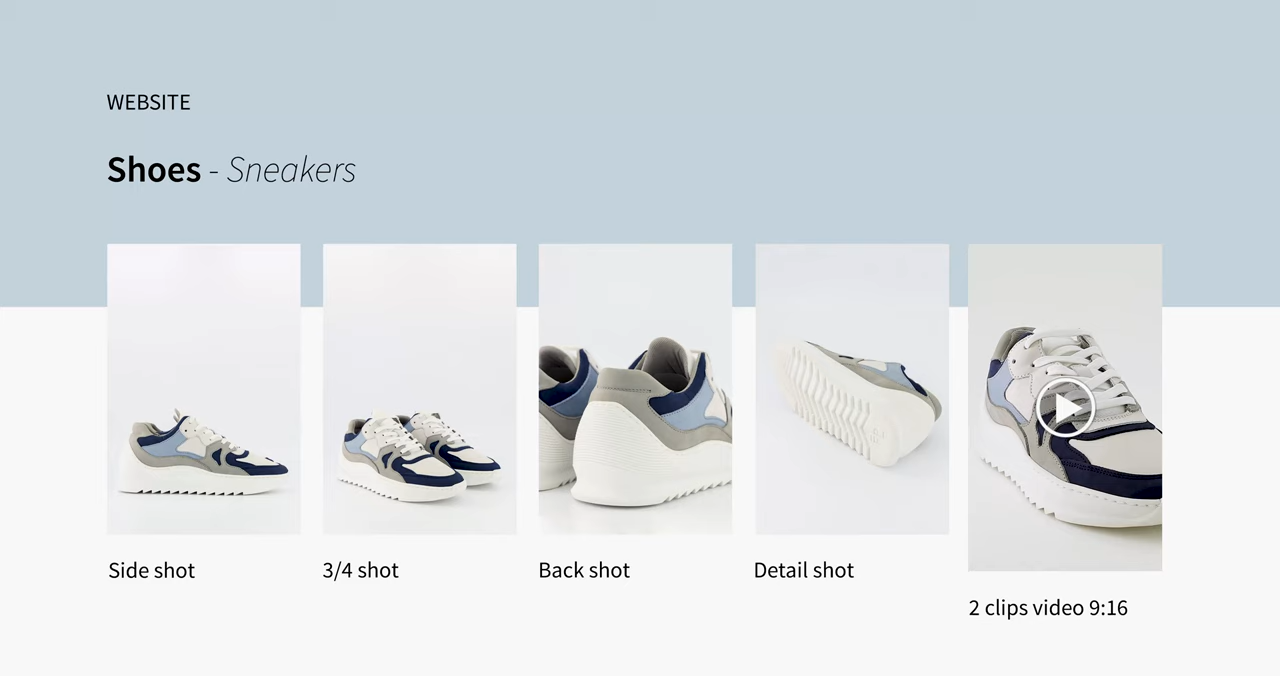 WEBSITE
Shoes - Sneakers
Side shot
3/4 shot
Back shot
Detail shot
2 clips video 9:16